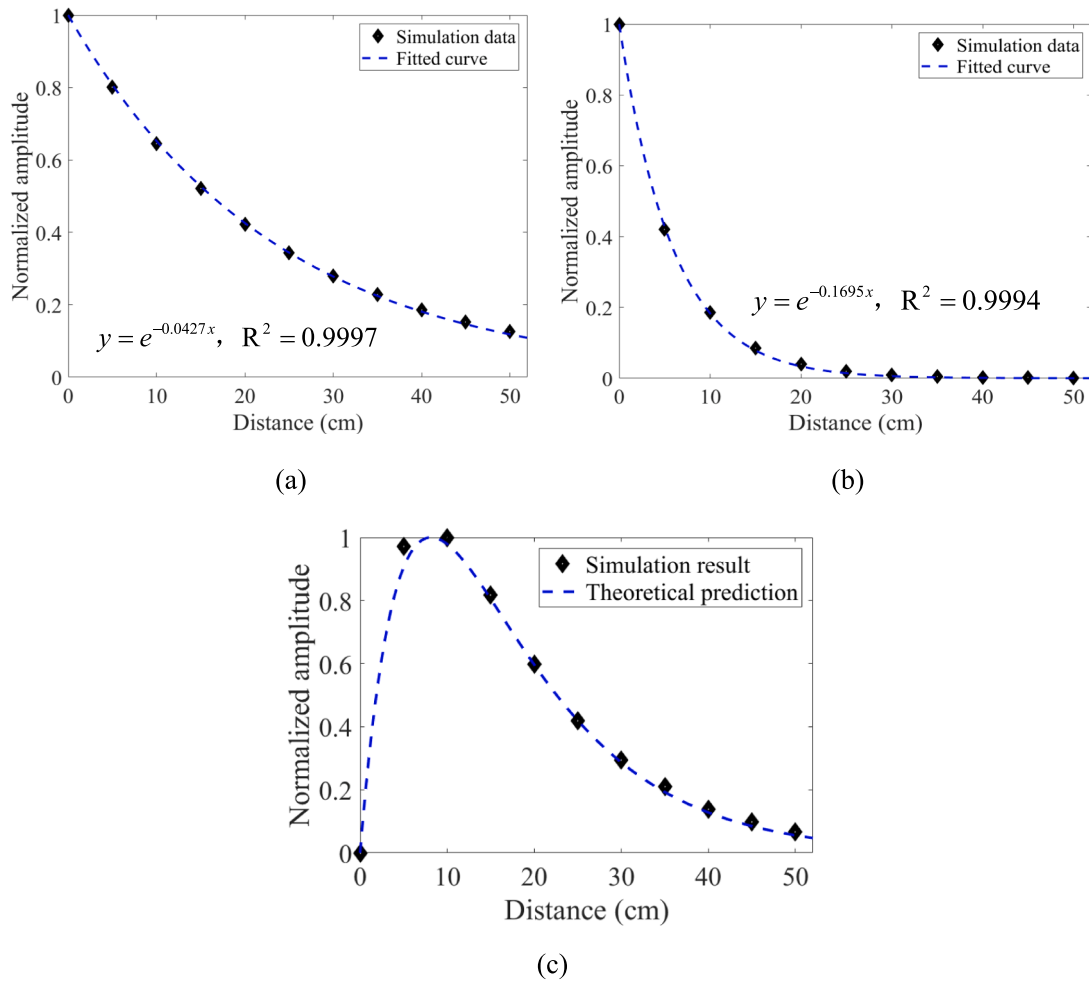 1
0.8
0.6
0.4
0.2
0
0 10 20 30 40 50
Normalized amplitude
Distance (cm)
Simulation data
Fitted curve
y = e^{-0.0427x}, R^2 = 0.9997
(a)
1
0.8
0.6
0.4
0.2
0
0 10 20 30 40 50
Normalized amplitude
Distance (cm)
Simulation data
Fitted curve
y = e^{-0.1695x}, R^2 = 0.9994
(b)
1
0.8
0.6
0.4
0.2
0
0 10 20 30 40 50
Normalized amplitude
Distance (cm)
Simulation result
Theoretical prediction
(c)